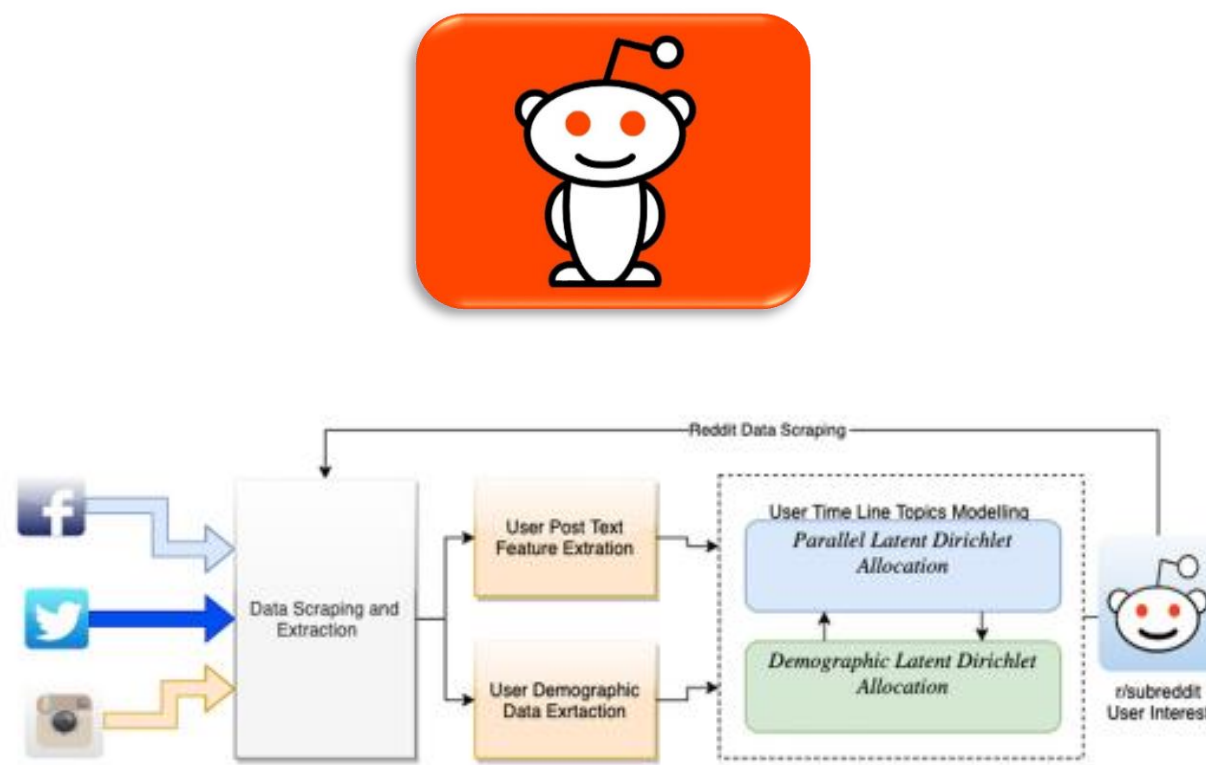 Reddit Data Scraping
User Post Text
Feature Extration
User Time Line Topics Modelling
Parallel Latent Dirichlet
Allocation
Data Scraping and
Extraction
Demographic Latent Dirichlet
Allocation
User Demographic
Data Exrtaction
r/subreddit
User Interest